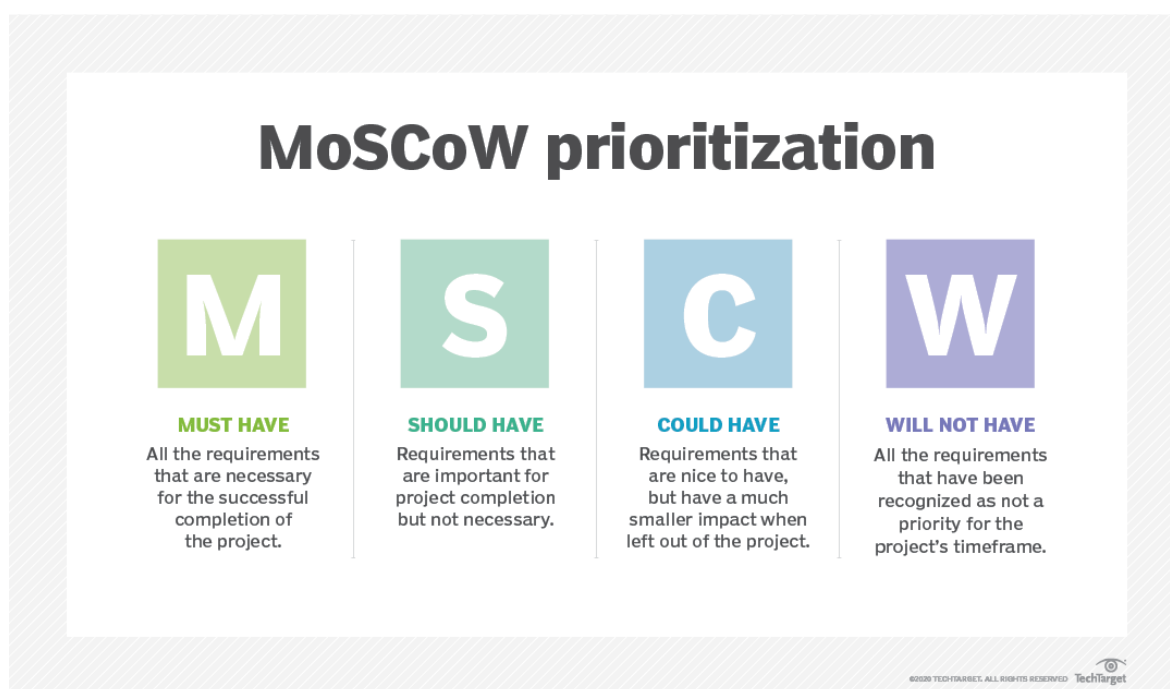 MoSCoW prioritization
M
MUST HAVE
All the requirements
that are necessary
for the successful
completion of
the project.
S
SHOULD HAVE
Requirements that
are important for
project completion
but not necessary.
C
COULD HAVE
Requirements that
are nice to have,
but have a much
smaller impact when
left out of the project.
W
WILL NOT HAVE
All the requirements
that have been
recognized as not a
priority for the
project's timeframe.
©2020 TECHTARGET. ALL RIGHTS RESERVED TechTarget